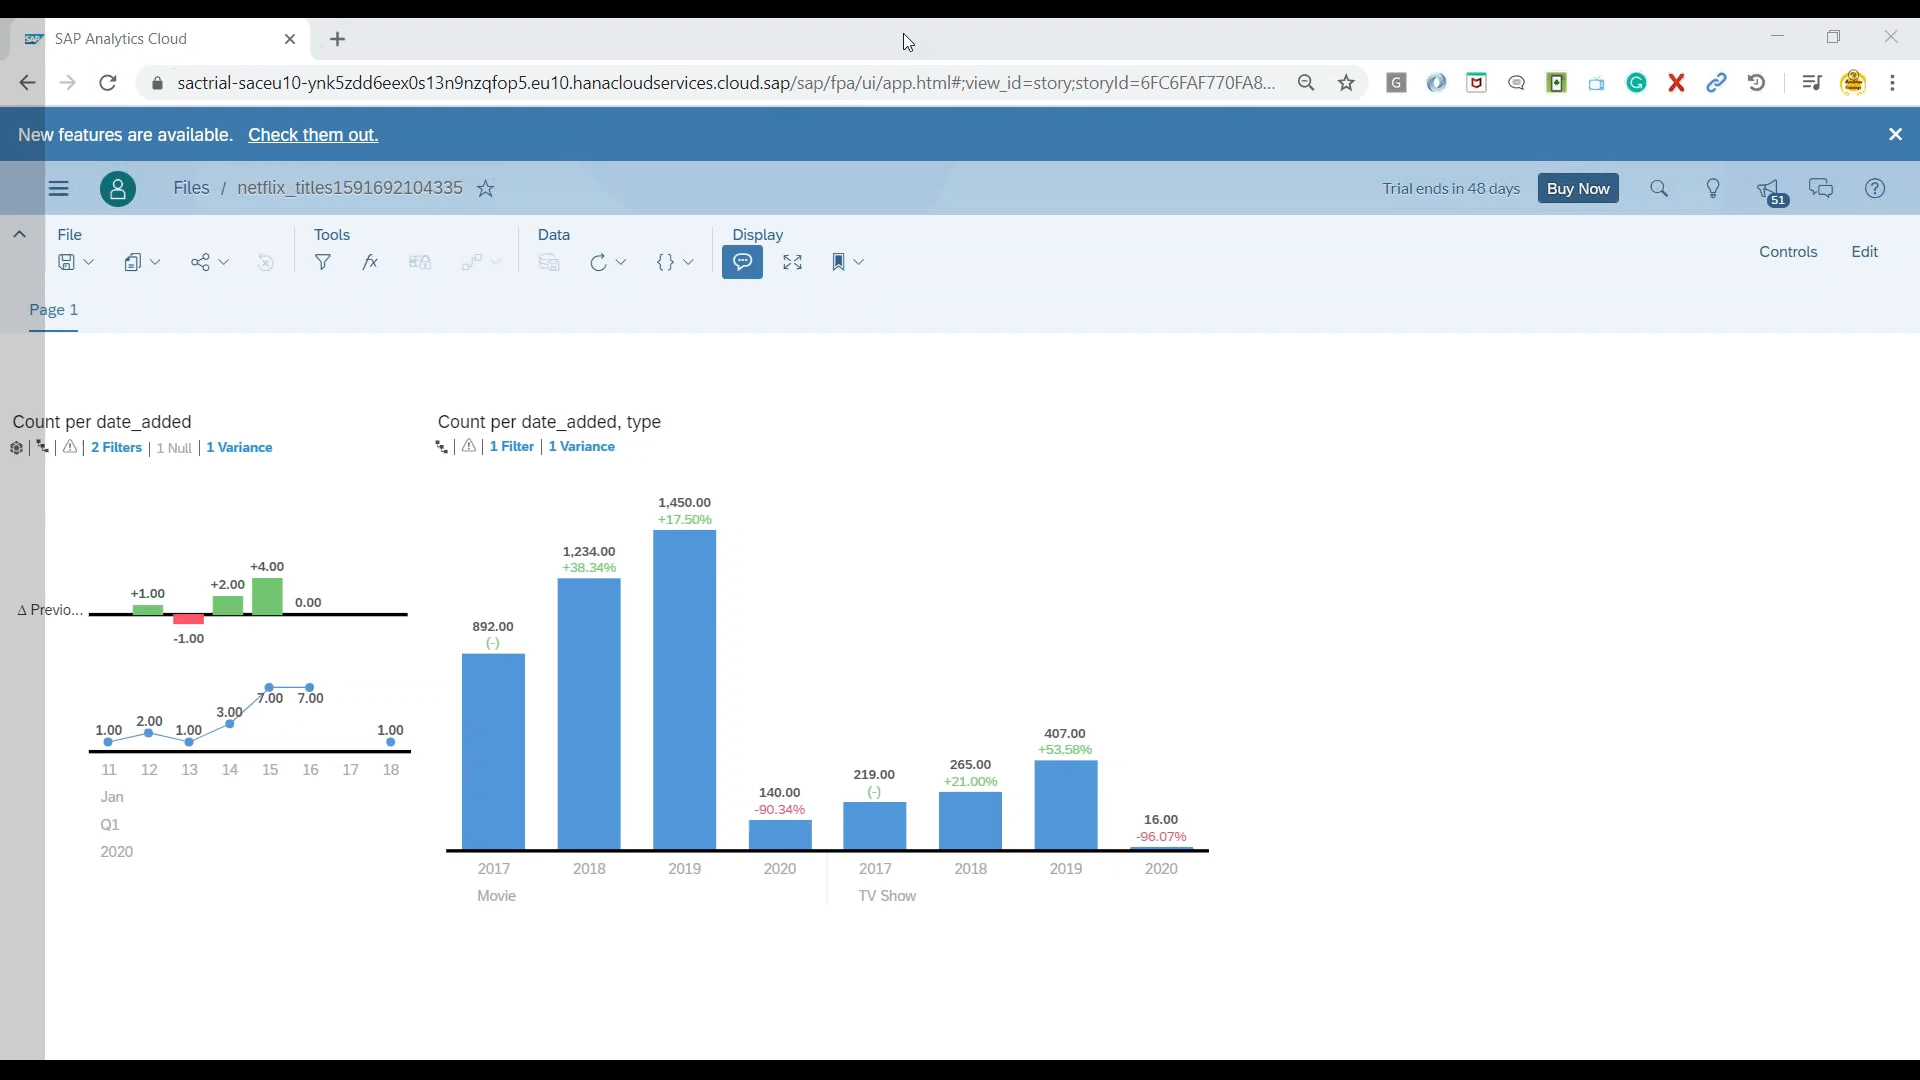 SAP SAP Analytics Cloud
sactrial-saceu10-ynk5zdd6eex0s13n9nzqfop5.eu10.hanacloudservices.cloud.sap/sap/fpa/ui/app.html#;view_id=story;storyId=6FC6FAF770FA8...
New features are available. Check them out.
Files / netflix_titles1591692104335
Trial ends in 48 days Buy Now 51
File Tools Data Display
fx
Controls Edit
Page 1
Count per date_added
2 Filters | 1 Null | 1 Variance
+4.00
+2.00
+1.00
0.00
Δ Previo...
-1.00
7.00 7.00
3.00
2.00
1.00 1.00 1.00
11 12 13 14 15 16 17 18
Jan
Q1
2020
Count per date_added, type
1 Filter | 1 Variance
1,450.00
+17.50%
1,234.00
+38.34%
892.00
(-)
407.00
+53.58%
265.00
+21.00%
219.00
(-)
140.00
-90.34%
16.00
-96.07%
2017 2018 2019 2020 2017 2018 2019 2020
Movie TV Show